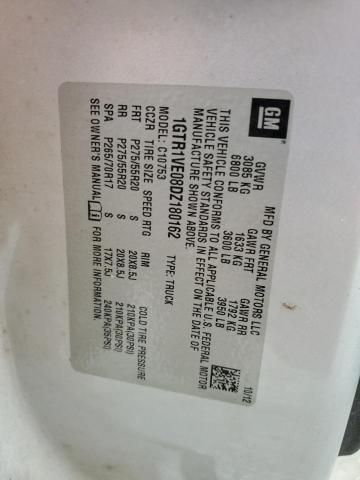 GM
MFD BY GENERAL MOTORS LLC
10/12
GVWR GAWR FRT GAWR RR
3085 KG 1633 KG 1792 KG
6800 LB 3600 LB 3950 LB
THIS VEHICLE CONFORMS TO ALL APPLICABLE U.S. FEDERAL MOTOR
VEHICLE SAFETY STANDARDS IN EFFECT ON THE DATE OF
MANUFACTURE SHOWN ABOVE.
1GTR1VE08DZ180162 TYPE: TRUCK
MODEL: C10753
CCZR TIRE SIZE SPEED RTG RIM COLD TIRE PRESSURE
FRT P275/55R20 S 20X8.5J 210KPA(30PSI)
RR P275/55R20 S 20X8.5J 210KPA(30PSI)
SPA P265/70R17 S 17X7.5J 240KPA(35PSI)
SEE OWNER'S MANUAL FOR MORE INFORMATION.